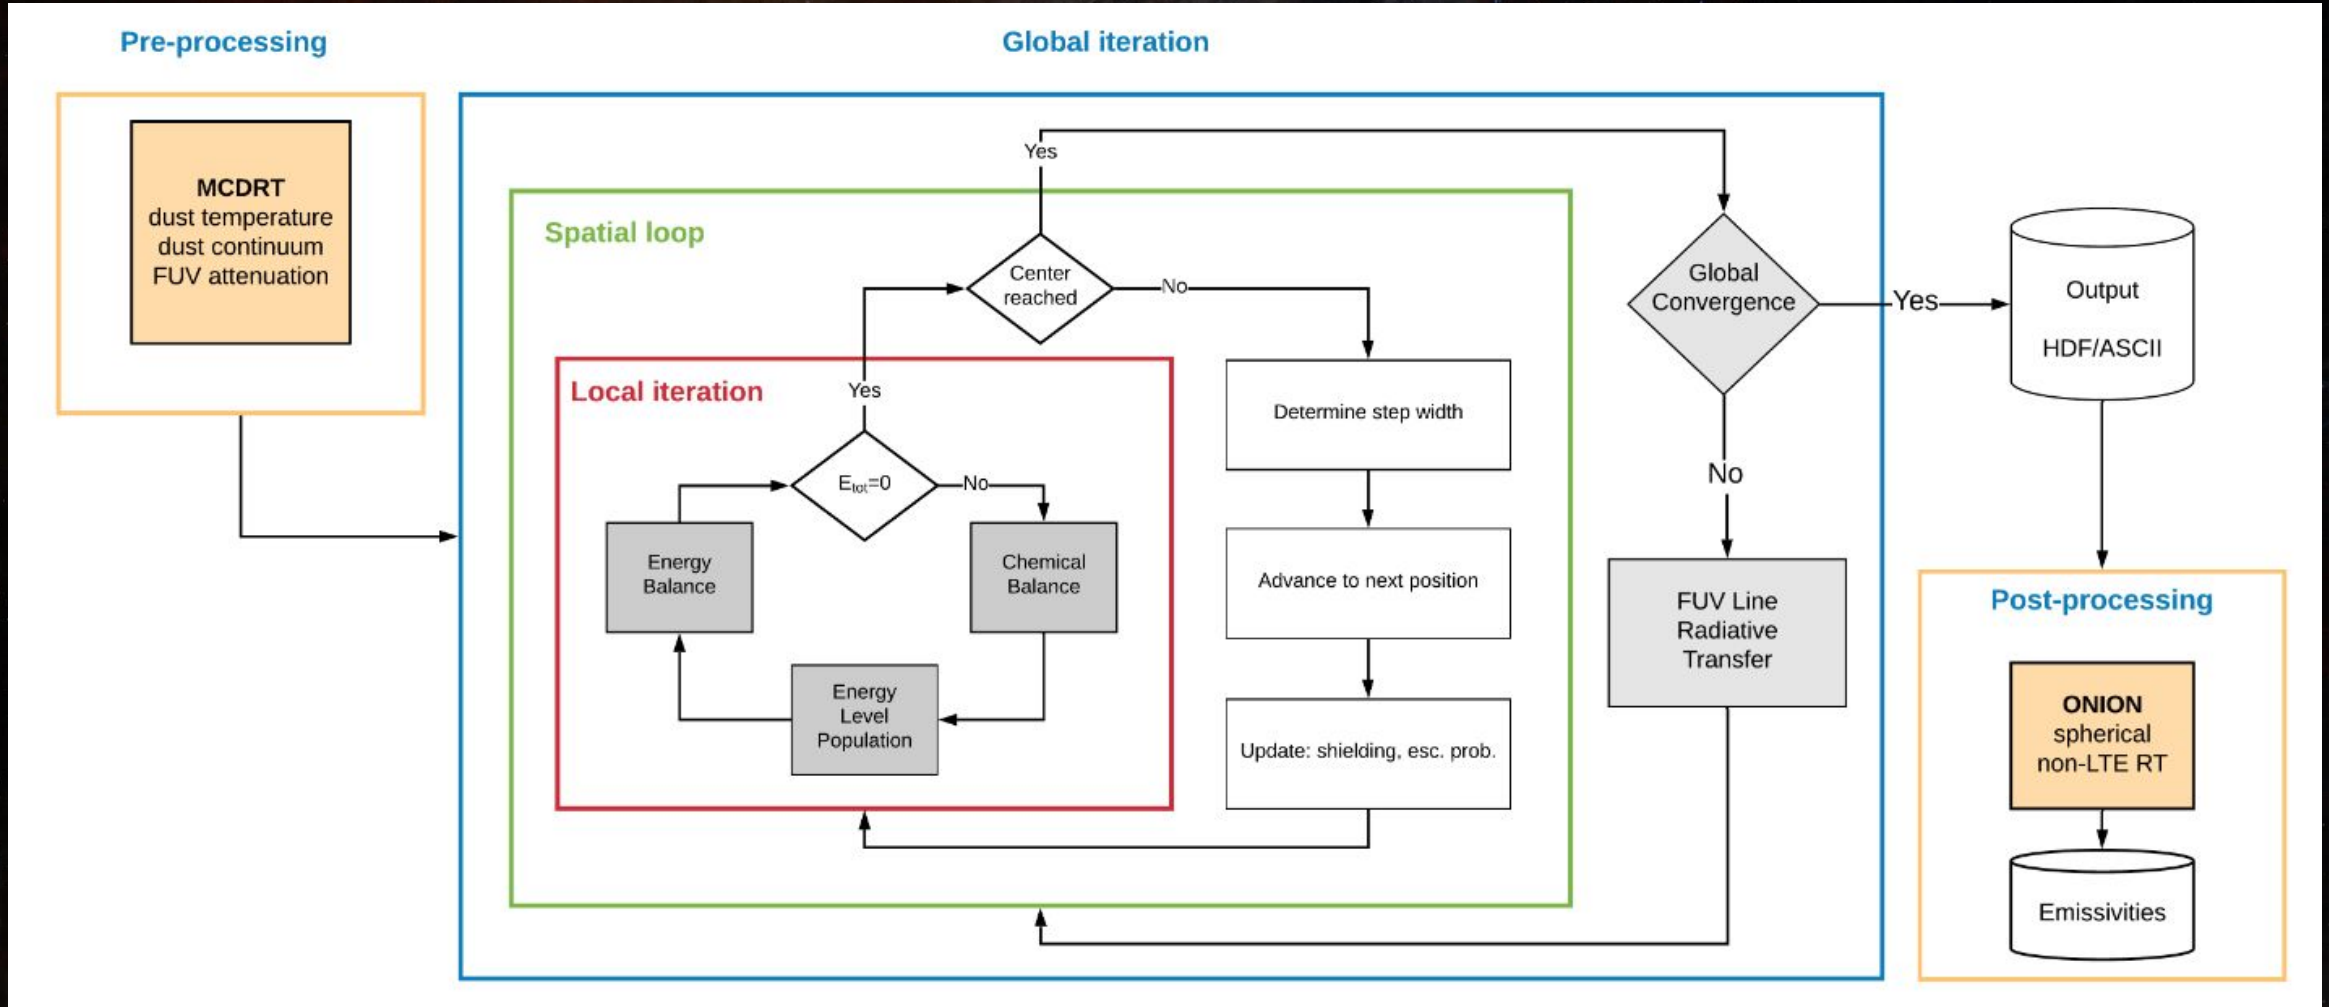 Pre-processing
Global iteration
MCDRT
dust temperature
dust continuum
FUV attenuation
Yes
Spatial loop
Center
reached
No
Global
Convergence
Yes
Output
HDF/ASCII
Local iteration
Yes
Determine step width
Etot=0
No
No
Energy
Balance
Chemical
Balance
Advance to next position
FUV Line
Radiative
Transfer
Post-processing
Energy
Level
Population
Update: shielding, esc. prob.
ONION
spherical
non-LTE RT
Emissivities